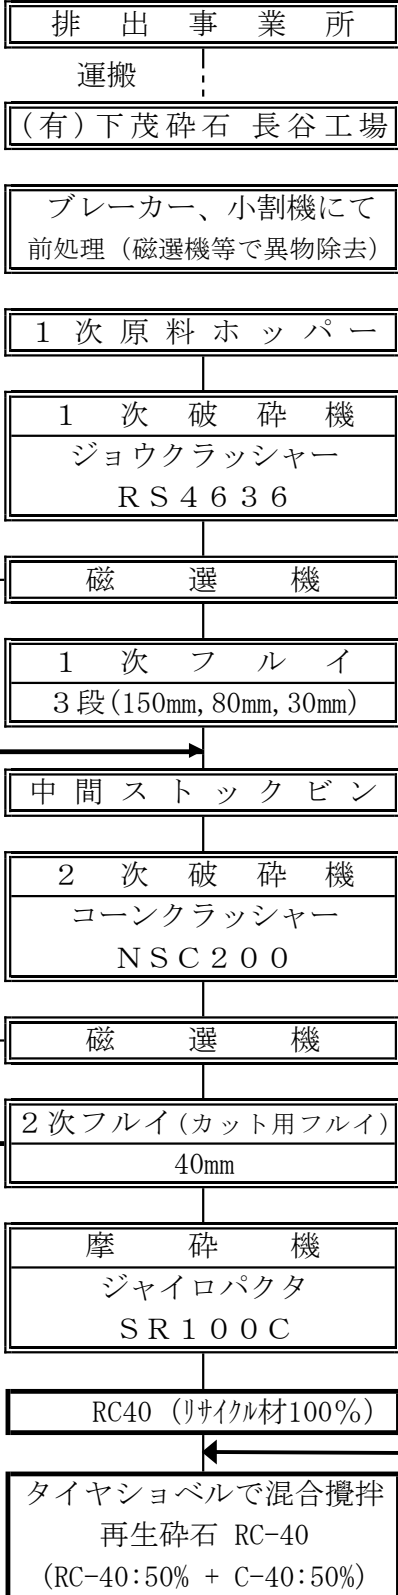 排出事業所
運搬
(有)下茂砕石 長谷工場
ブレーカー、小割機にて
前処理（磁選機等で異物除去）
１次原料ホッパー
１次破砕機
ジョウクラッシャー
ＲＳ４６３６
磁選機
１次フルイ
３段(150mm,80mm,30mm)
中間ストックビン
２次破砕機
コーンクラッシャー
ＮＳＣ２００
磁選機
２次フルイ(カット用フルイ)
40mm
摩砕機
ジャイロパクタ
ＳＲ１００Ｃ
RC40（ﾘｻｲｸﾙ材100％）
タイヤショベルで混合攪拌
再生砕石 RC-40
(RC-40:50% + C-40:50%)